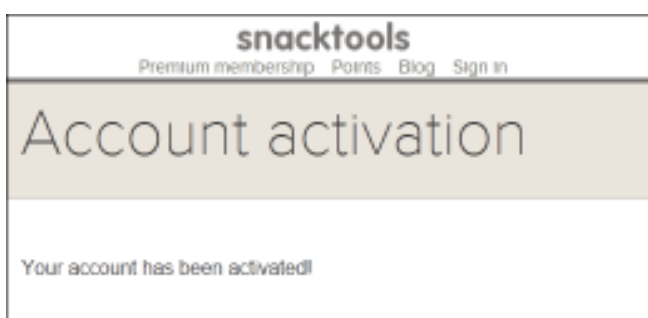 snacktools
Premium membership Points Blog Sign in
Account activation
Your account has been activated!